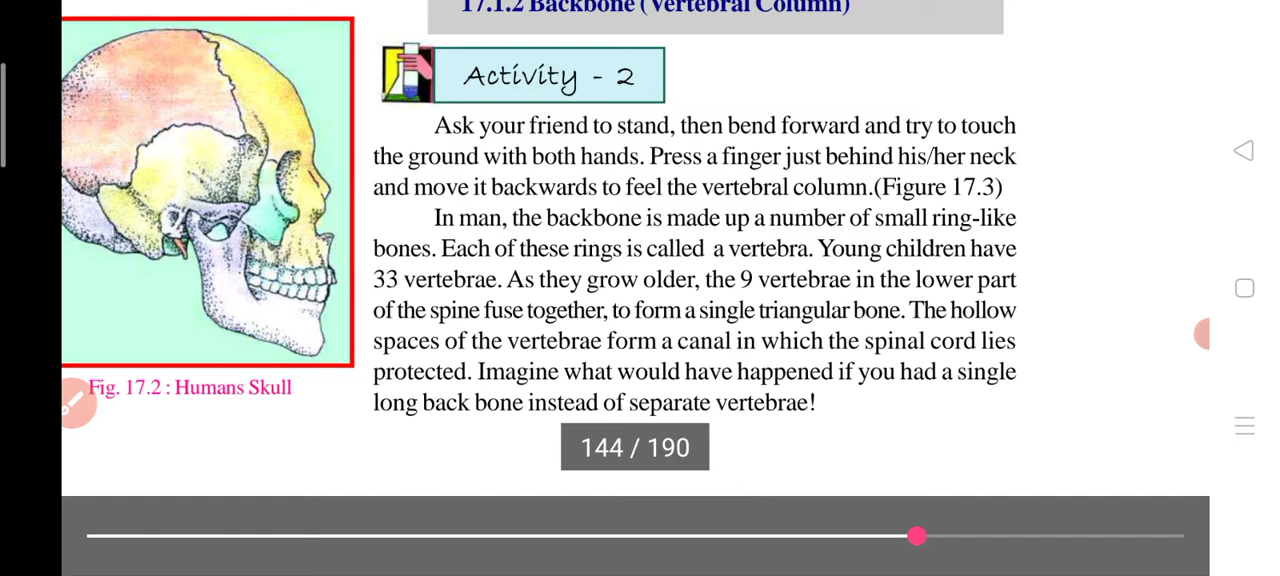 17.1.2 Backbone (Vertebral Column)
Activity - 2
Ask your friend to stand, then bend forward and try to touch
the ground with both hands. Press a finger just behind his/her neck
and move it backwards to feel the vertebral column.(Figure 17.3)
In man, the backbone is made up a number of small ring-like
bones. Each of these rings is called a vertebra. Young children have
33 vertebrae. As they grow older, the 9 vertebrae in the lower part
of the spine fuse together, to form a single triangular bone. The hollow
spaces of the vertebrae form a canal in which the spinal cord lies
protected. Imagine what would have happened if you had a single
long back bone instead of separate vertebrae!
Fig. 17.2 : Humans Skull
144 / 190